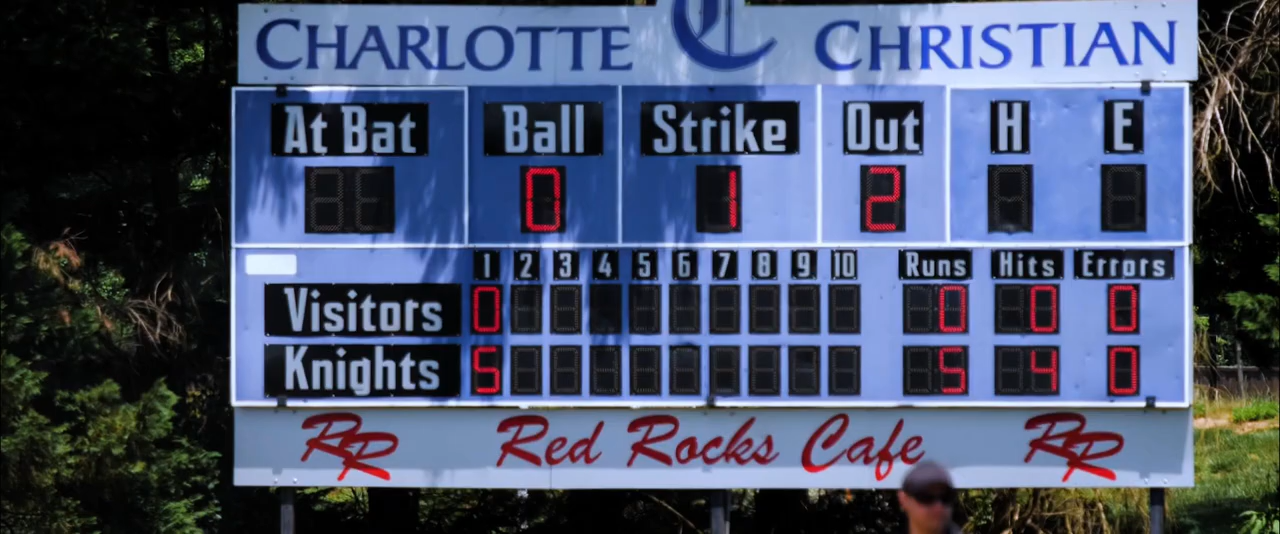 CHARLOTTE C CHRISTIAN
At Bat Ball Strike Out H E
0 1 2
1 2 3 4 5 6 7 8 9 10 Runs Hits Errors
Visitors 0 0 0 0
Knights 5 5 4 0
RR Red Rocks Cafe RR